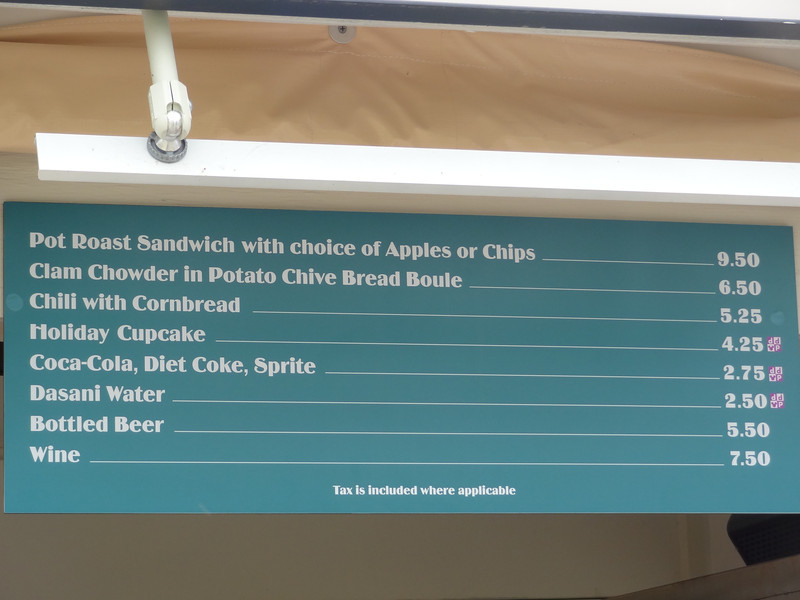 Pot Roast Sandwich with choice of Apples or Chips 9.50
Clam Chowder in Potato Chive Bread Boule 6.50
Chili with Cornbread 5.25
Holiday Cupcake 4.25
Coca-Cola, Diet Coke, Sprite 2.75
Dasani Water 2.50
Bottled Beer 5.50
Wine 7.50
Tax is included where applicable